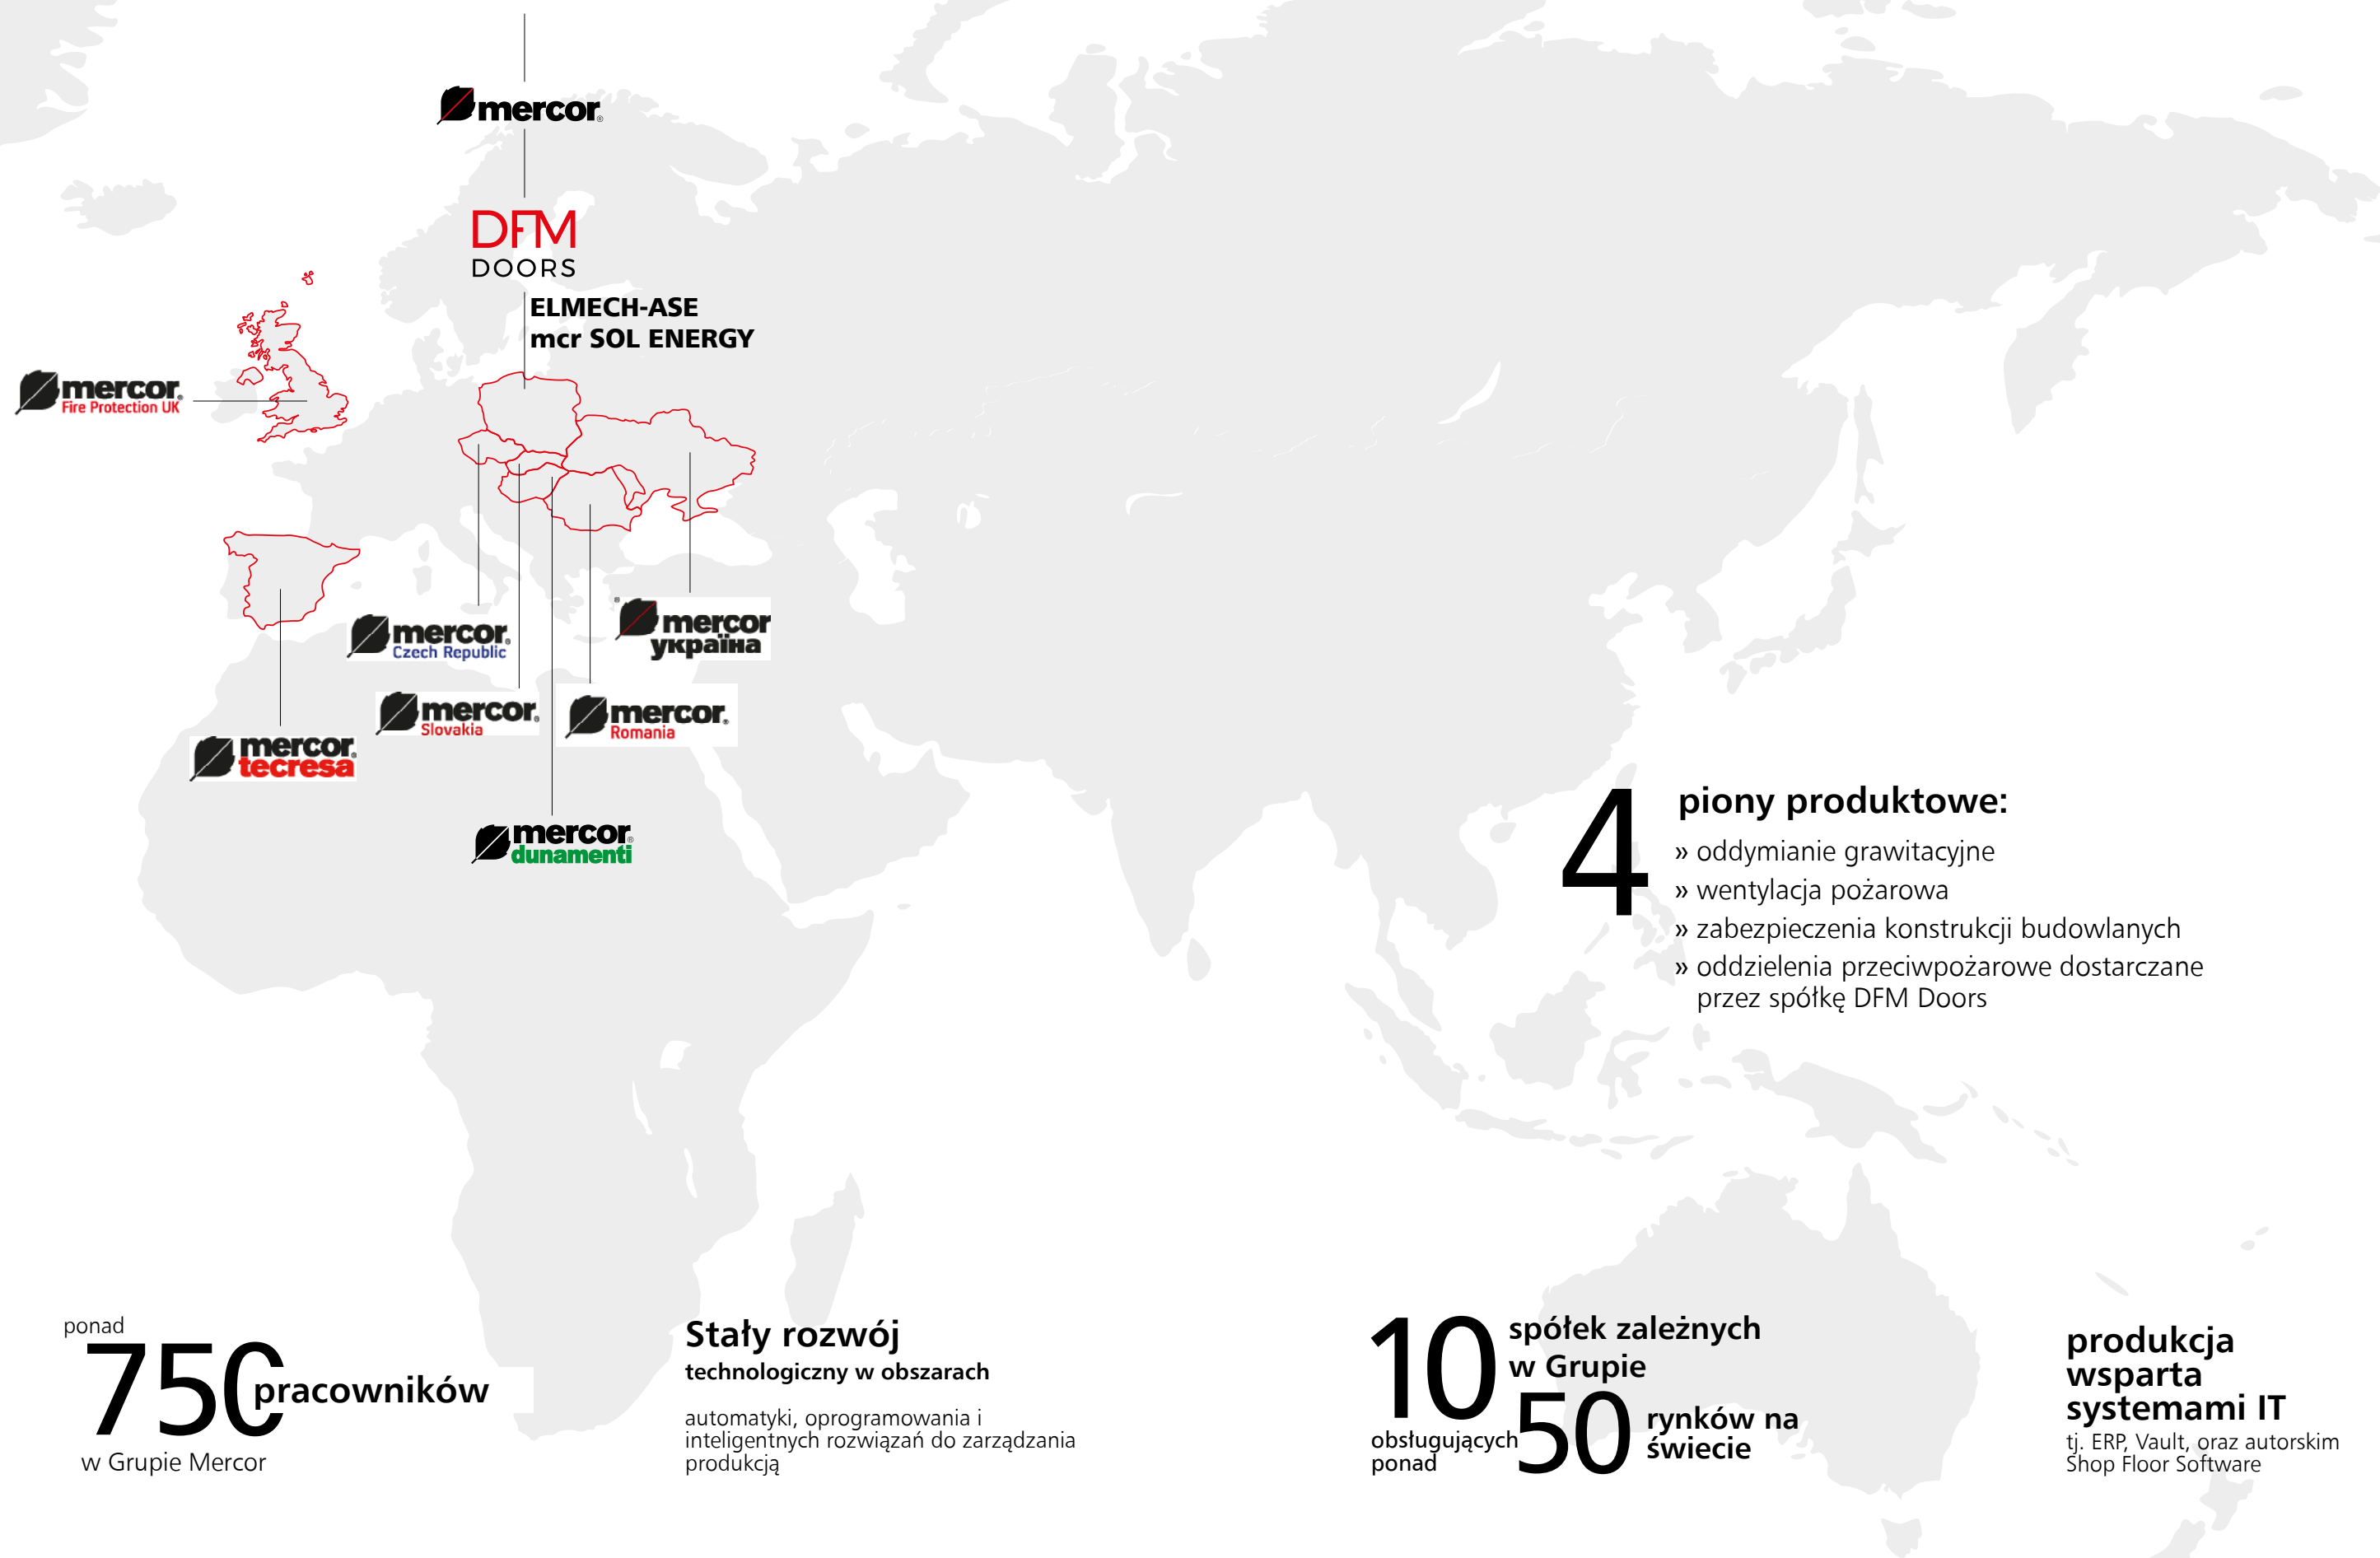 mercor®
DFM
DOORS
ELMECH-ASE
mcr SOL ENERGY
mercor®
Fire Protection UK
mercor®
Czech Republic
®
mercor
україна
mercor®
Slovakia
mercor®
Romania
mercor®
tecresa
mercor®
dunamenti
4
piony produktowe:
» oddymianie grawitacyjne
» wentylacja pożarowa
» zabezpieczenia konstrukcji budowlanych
» oddzielenia przeciwpożarowe dostarczane
przez spółkę DFM Doors
ponad
750
pracowników
w Grupie Mercor
Stały rozwój
technologiczny w obszarach
automatyki, oprogramowania i
inteligentnych rozwiązań do zarządzania
produkcją
10
spółek zależnych
w Grupie
obsługujących
ponad
50
rynków na
świecie
produkcja
wsparta
systemami IT
tj. ERP, Vault, oraz autorskim
Shop Floor Software